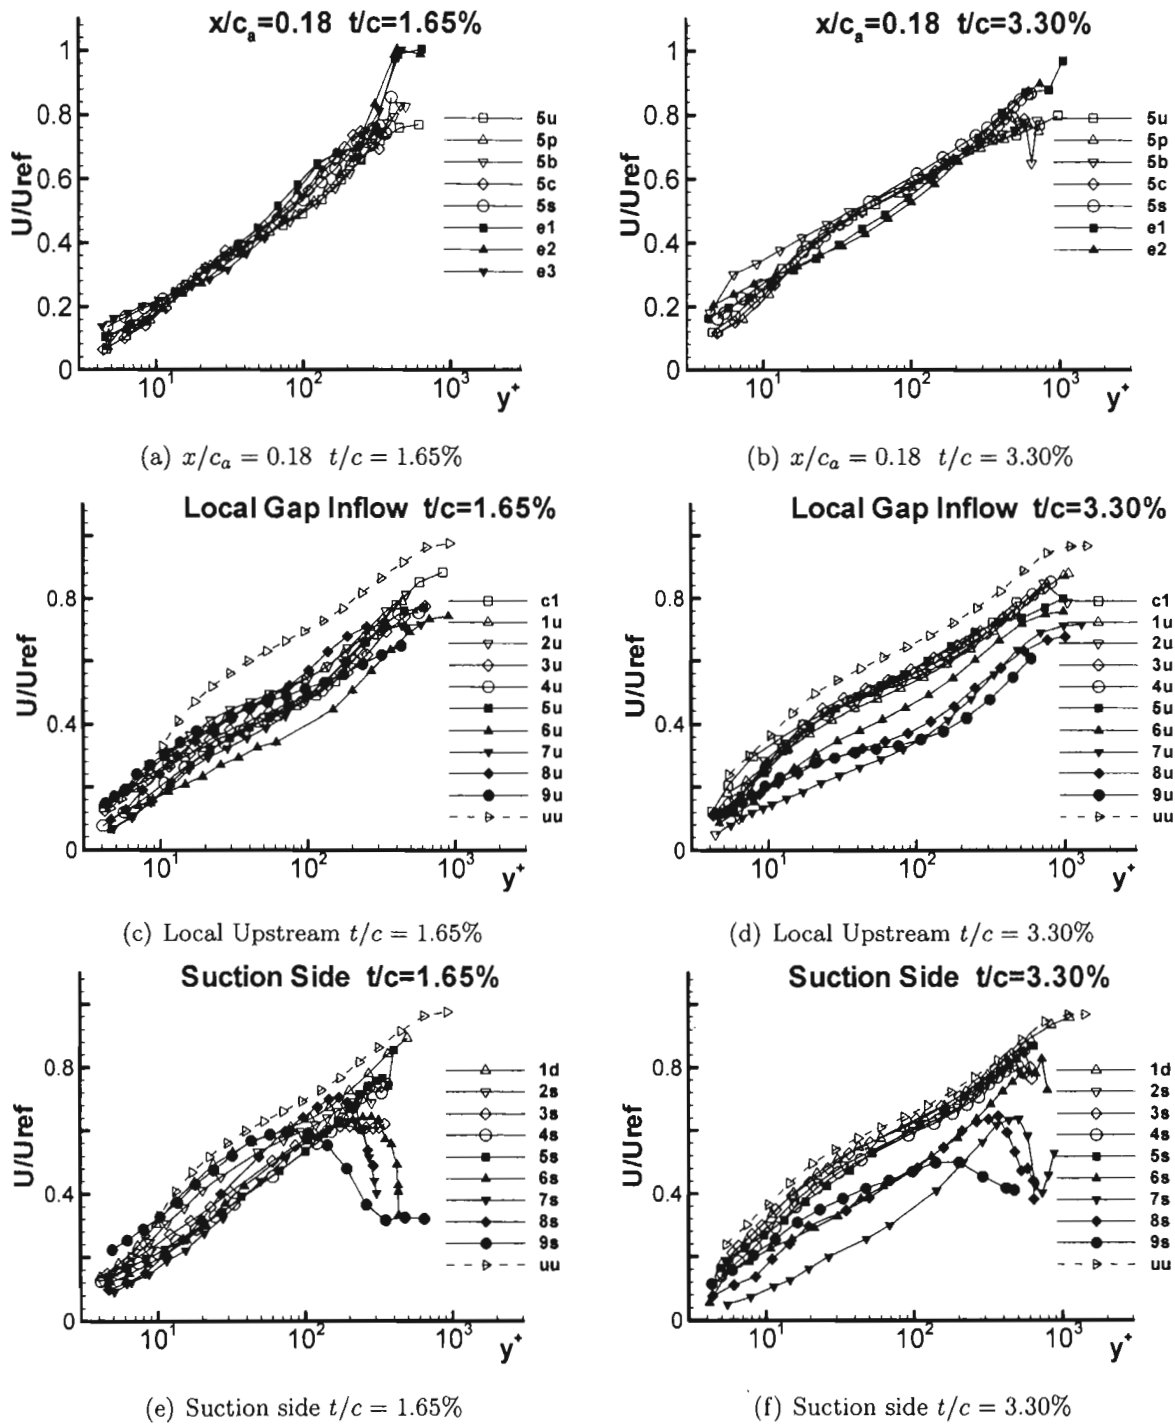 x/ca=0.18 t/c=1.65%
U/Uref
1
0.8
0.6
0.4
0.2
0
10¹
10²
10³
y⁺
5u
5p
5b
5c
5s
e1
e2
e3
(a) x/ca = 0.18 t/c = 1.65%
x/ca=0.18 t/c=3.30%
U/Uref
1
0.8
0.6
0.4
0.2
0
10¹
10²
10³
y⁺
5u
5p
5b
5c
5s
e1
e2
(b) x/ca = 0.18 t/c = 3.30%
Local Gap Inflow t/c=1.65%
U/Uref
0.8
0.4
0
10¹
10²
10³
y⁺
c1
1u
2u
3u
4u
5u
6u
7u
8u
9u
uu
(c) Local Upstream t/c = 1.65%
Local Gap Inflow t/c=3.30%
U/Uref
0.8
0.4
0
10¹
10²
10³
y⁺
c1
1u
2u
3u
4u
5u
6u
7u
8u
9u
uu
(d) Local Upstream t/c = 3.30%
Suction Side t/c=1.65%
U/Uref
0.8
0.4
0
10¹
10²
10³
y⁺
1d
2s
3s
4s
5s
6s
7s
8s
9s
uu
(e) Suction side t/c = 1.65%
Suction Side t/c=3.30%
U/Uref
0.8
0.4
0
10¹
10²
10³
y⁺
1d
2s
3s
4s
5s
6s
7s
8s
9s
uu
(f) Suction side t/c = 3.30%